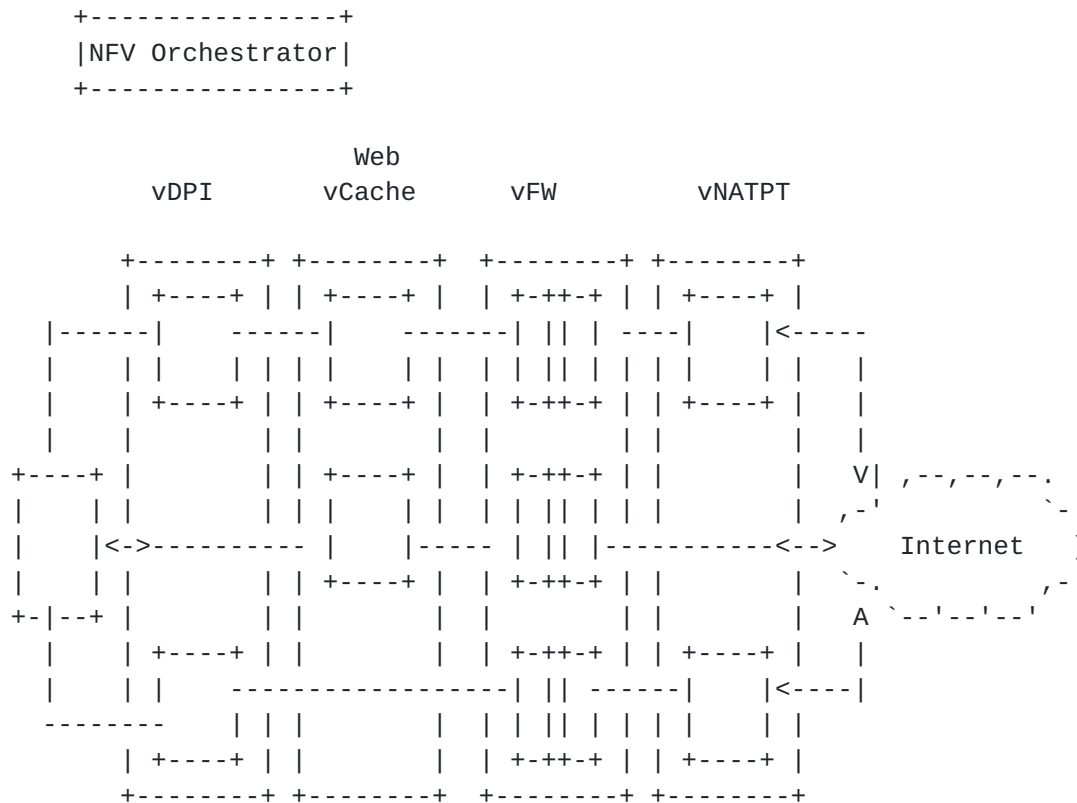 NFV Orchestrator
Web
vDPI vCache vFW vNATPT
Internet